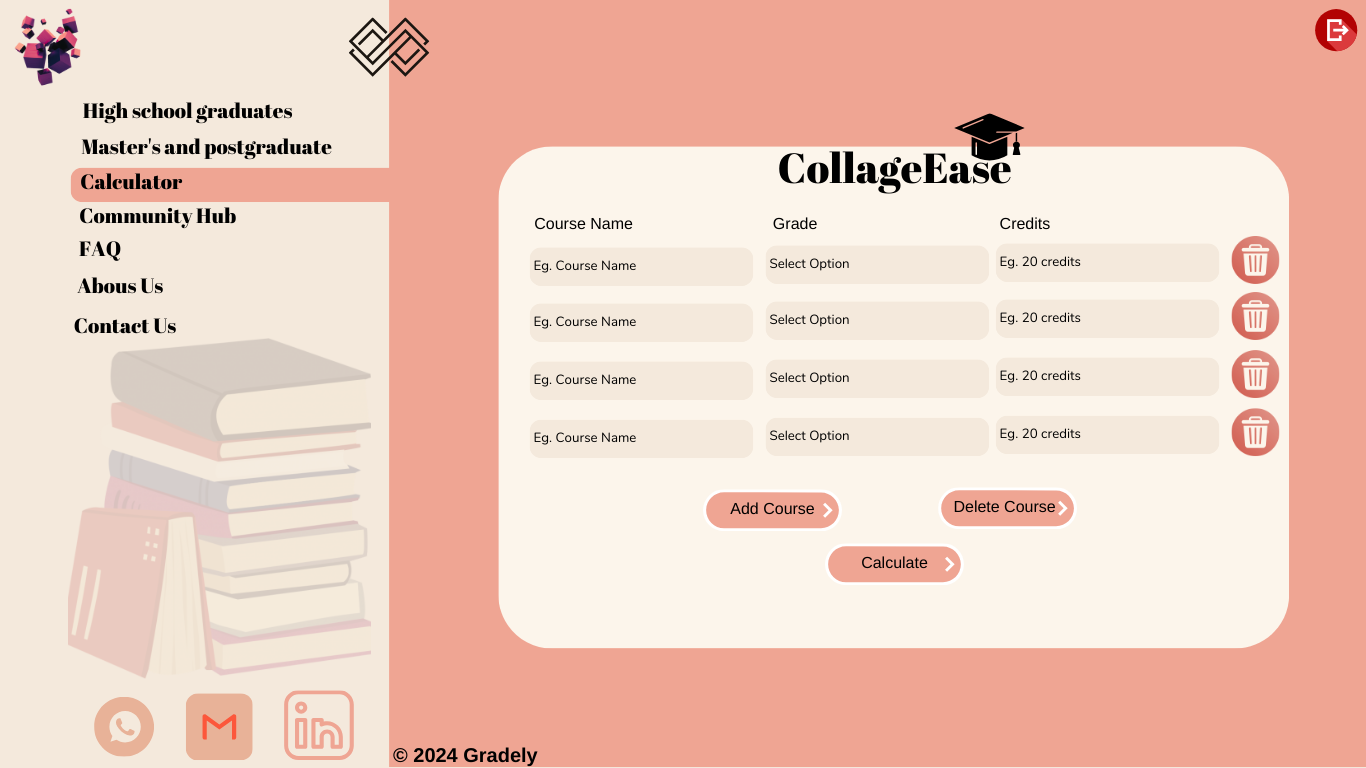 High school graduates
Master's and postgraduate
Calculator
Community Hub
FAQ
Abous Us
Contact Us
CollageEase
Course Name Grade Credits
Eg. Course Name Select Option Eg. 20 credits
Eg. Course Name Select Option Eg. 20 credits
Eg. Course Name Select Option Eg. 20 credits
Eg. Course Name Select Option Eg. 20 credits
Add Course Delete Course
Calculate
© 2024 Gradely